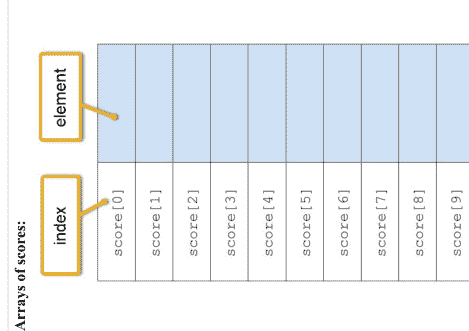 Arrays of scores:
index
element
score[0]
score[1]
score[2]
score[3]
score[4]
score[5]
score[6]
score[7]
score[8]
score[9]